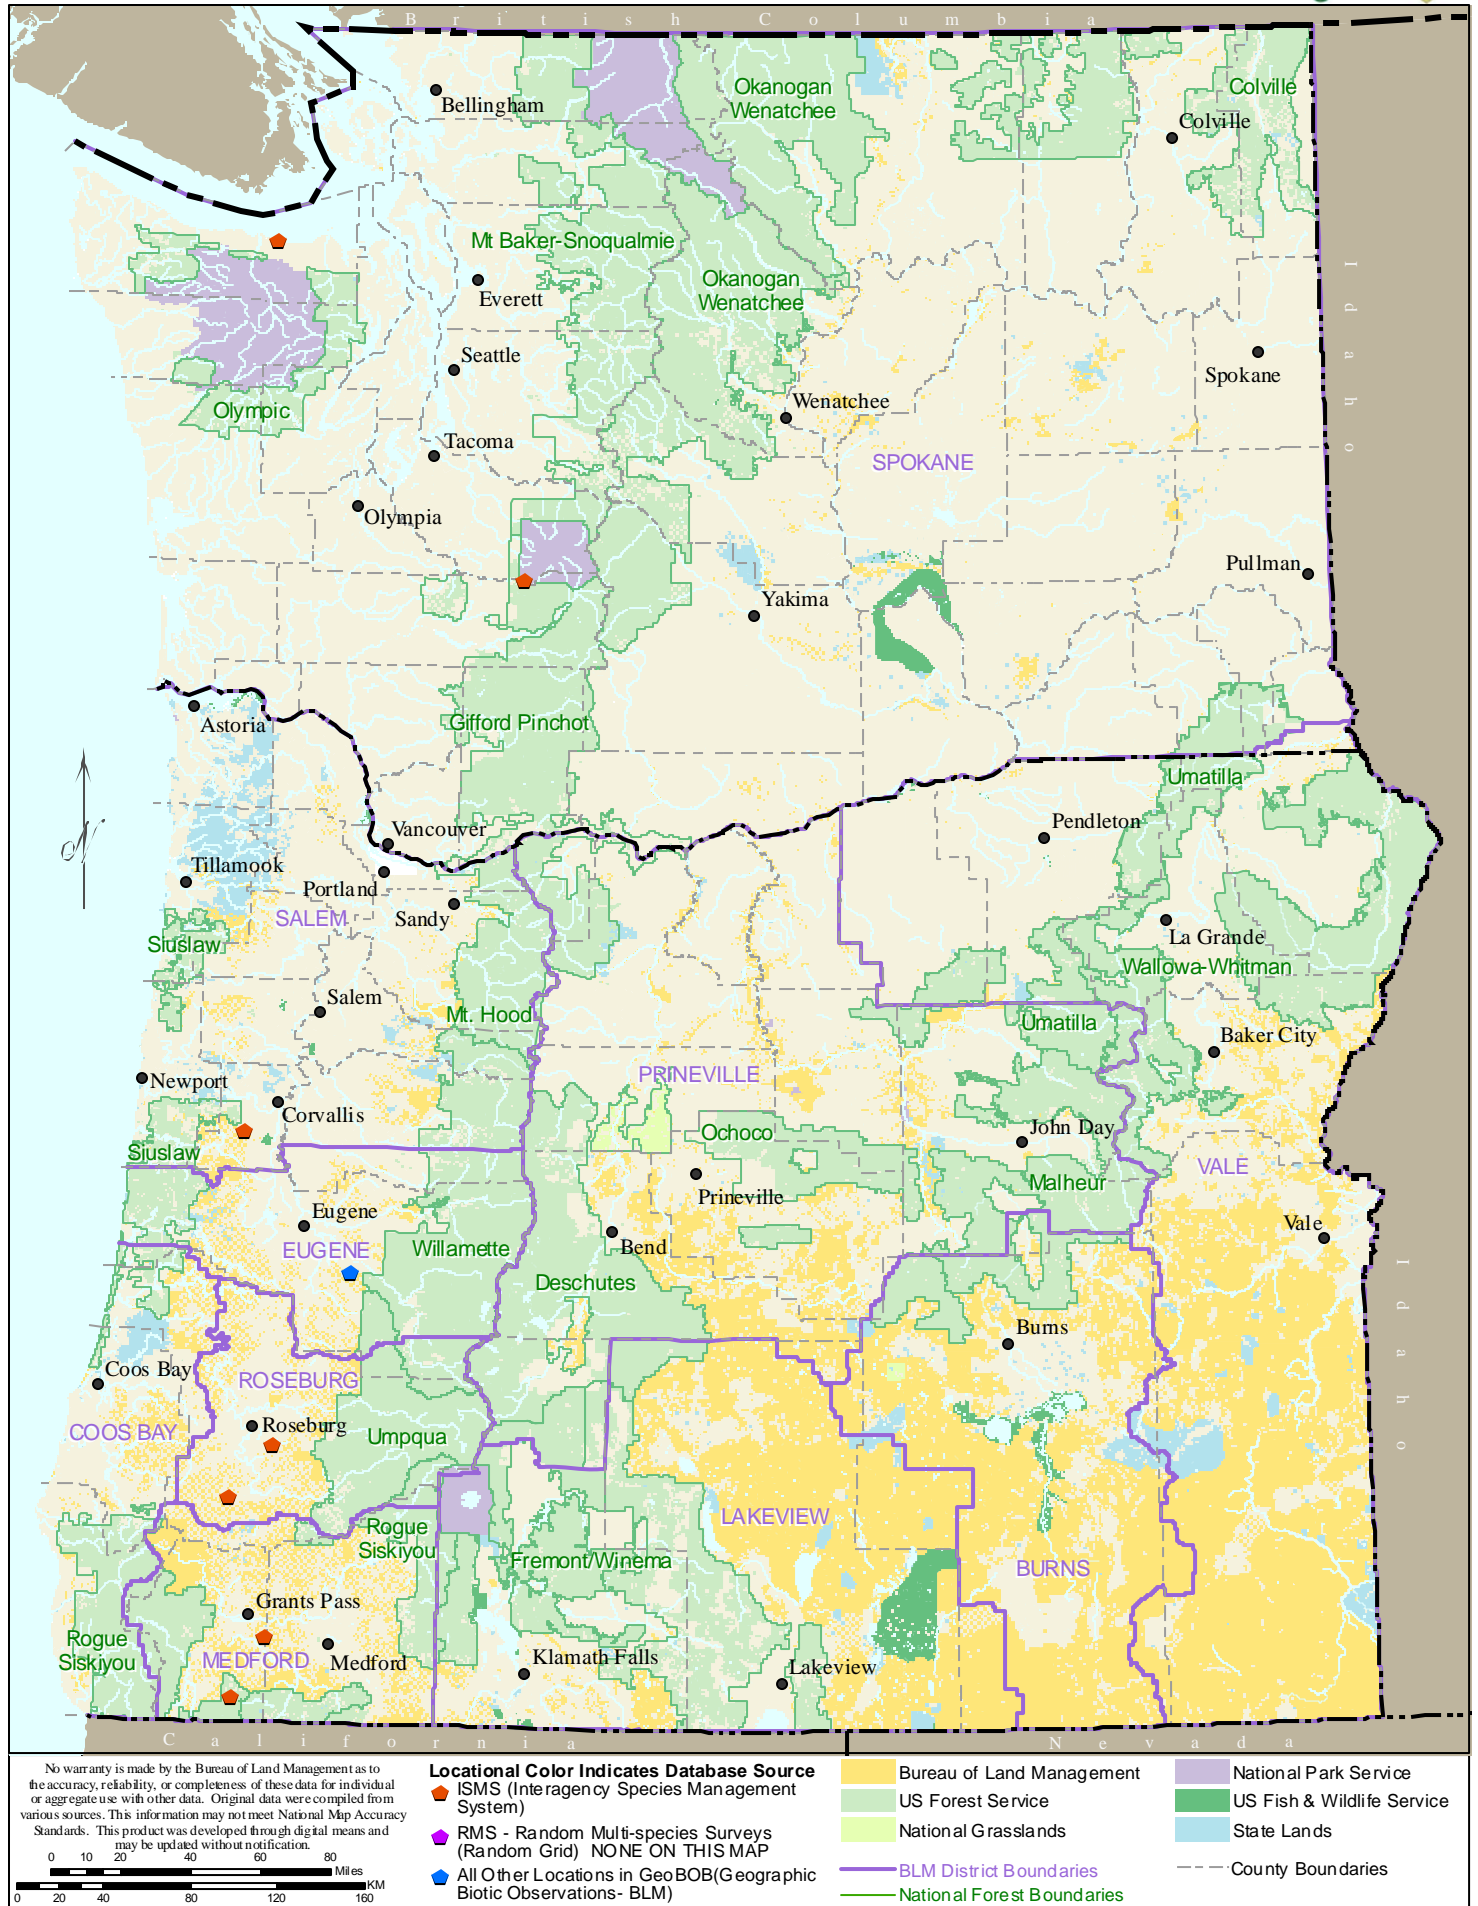 British Columbia
Bellingham
Okanogan
Wenatchee
Colville
Colville
Mt Baker-Snoqualmie
Okanogan
Wenatchee
Everett
Idaho
Seattle
Spokane
Olympic
Wenatchee
Tacoma
SPOKANE
Olympia
Pullman
Yakima
Gifford Pinchot
Astoria
Umatilla
Vancouver
Pendleton
Tillamook
Portland
Sandy
SALEM
La Grande
Siuslaw
Wallowa-Whitman
Salem
Mt. Hood
Umatilla
Baker City
Newport
PRINEVILLE
Corvallis
Ochoco
John Day
Siuslaw
VALE
Malheur
Prineville
Eugene
Vale
EUGENE
Willamette
Bend
Deschutes
Idaho
Burns
Coos Bay
ROSEBURG
Roseburg
COOS BAY
Umpqua
LAKEVIEW
Rogue
Siskiyou
Fremont/Winema
BURNS
Grants Pass
Rogue
Siskiyou
MEDFORD
Medford
Klamath Falls
Lakeview
California
Nevada
N
No warranty is made by the Bureau of Land Management as to
the accuracy, reliability, or completeness of these data for individual
or aggregate use with other data. Original data were compiled from
various sources. This information may not meet National Map Accuracy
Standards. This product was developed through digital means and
may be updated without notification.
0 10 20 40 60 80
Miles
KM
0 20 40 80 120 160
Locational Color Indicates Database Source
ISMS (Interagency Species Management
System)
RMS - Random Multi-species Surveys
(Random Grid) NONE ON THIS MAP
All Other Locations in GeoBOB(Geographic
Biotic Observations- BLM)
Bureau of Land Management
US Forest Service
National Grasslands
BLM District Boundaries
National Forest Boundaries
National Park Service
US Fish & Wildlife Service
State Lands
County Boundaries